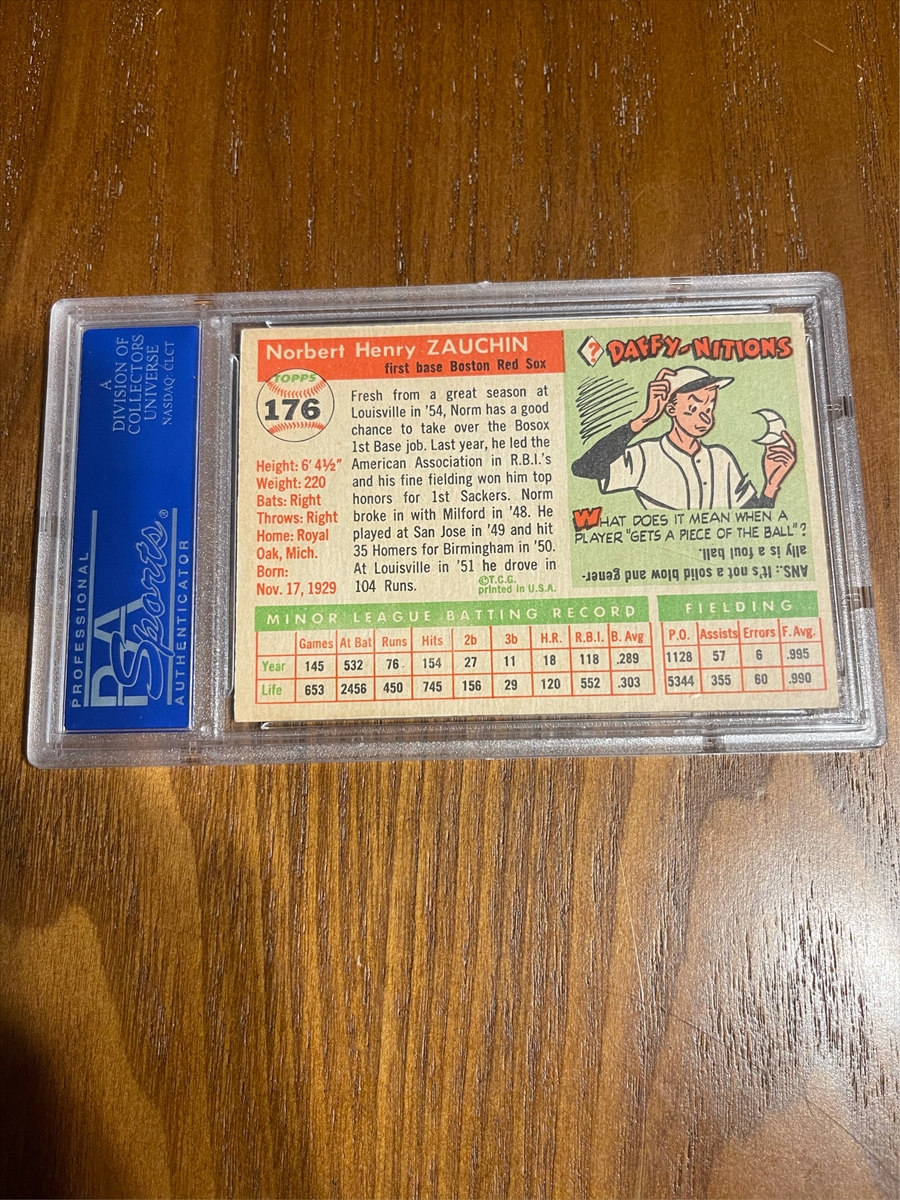 A
DIVISION OF
COLLECTORS
UNIVERSE
NASDAQ: CLCT
PROFESSIONAL
PSA
Sports®
AUTHENTICATOR
Norbert Henry ZAUCHIN
first base Boston Red Sox
TOPPS
176
Height: 6' 4½"
Weight: 220
Bats: Right
Throws: Right
Home: Royal
Oak, Mich.
Born:
Nov. 17, 1929
Fresh from a great season at
Louisville in '54, Norm has a good
chance to take over the Bosox
1st Base job. Last year, he led the
American Association in R.B.I.'s
and his fine fielding won him top
honors for 1st Sackers. Norm
broke in with Milford in '48. He
played at San Jose in '49 and hit
35 Homers for Birmingham in '50.
At Louisville in '51 he drove in
104 Runs.
©T.C.G.
printed in U.S.A.
? DAFFY-NITIONS
WHAT DOES IT MEAN WHEN A
PLAYER "GETS A PIECE OF THE BALL"?
ANS.: It's not a solid blow and gener-
ally is a foul ball.
MINOR LEAGUE BATTING RECORD
Games At Bat Runs Hits 2b 3b H.R. R.B.I. B. Avg
Year 145 532 76 154 27 11 18 118 .289
Life 653 2456 450 745 156 29 120 552 .303
FIELDING
P.O. Assists Errors F. Avg.
1128 57 6 .995
5344 355 60 .990